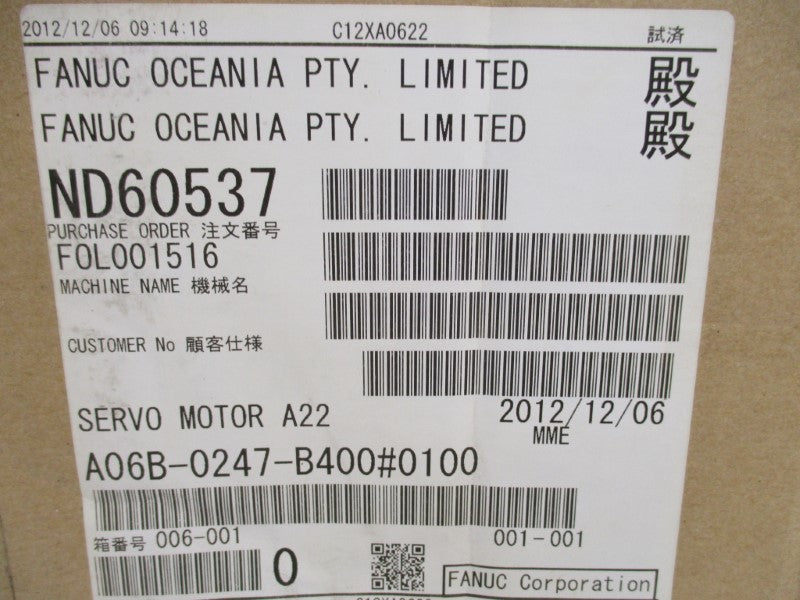 2012/12/06 09:14:18 C12XA0622 試済
FANUC OCEANIA PTY. LIMITED 殿
FANUC OCEANIA PTY. LIMITED 殿
ND60537
PURCHASE ORDER 注文番号
FOL001516
MACHINE NAME 機械名
CUSTOMER No 顧客仕様
SERVO MOTOR A22 2012/12/06
MME
A06B-0247-B400#0100
箱番号 006-001 001-001
0
FANUC Corporation